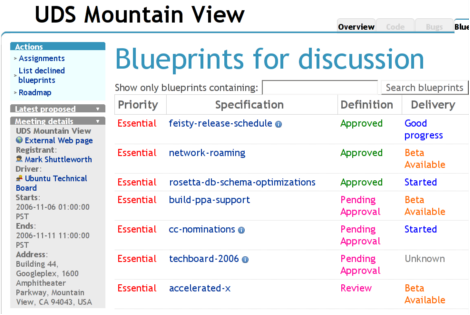 UDS Mountain View
Overview Code Bugs Blue
Actions
Assignments
List declined
blueprints
Roadmap
Latest proposed
Meeting details
UDS Mountain View
External Web page
Registrant:
Mark Shuttleworth
Driver:
Ubuntu Technical
Board
Starts:
2006-11-06 01:00:00
PST
Ends:
2006-11-11 11:00:00
PST
Address:
Building 44,
Googleplex, 1600
Amphitheater
Parkway, Mountain
View, CA 94043, USA
Blueprints for discussion
Show only blueprints containing: Search blueprints
Priority Specification Definition Delivery
Essential feisty-release-schedule Approved Good
progress
Essential network-roaming Approved Beta
Available
Essential rosetta-db-schema-optimizations Approved Started
Essential build-ppa-support Pending Beta
Approval Available
Essential cc-nominations Pending Started
Approval
Essential techboard-2006 Pending Unknown
Approval
Essential accelerated-x Review Beta
Available